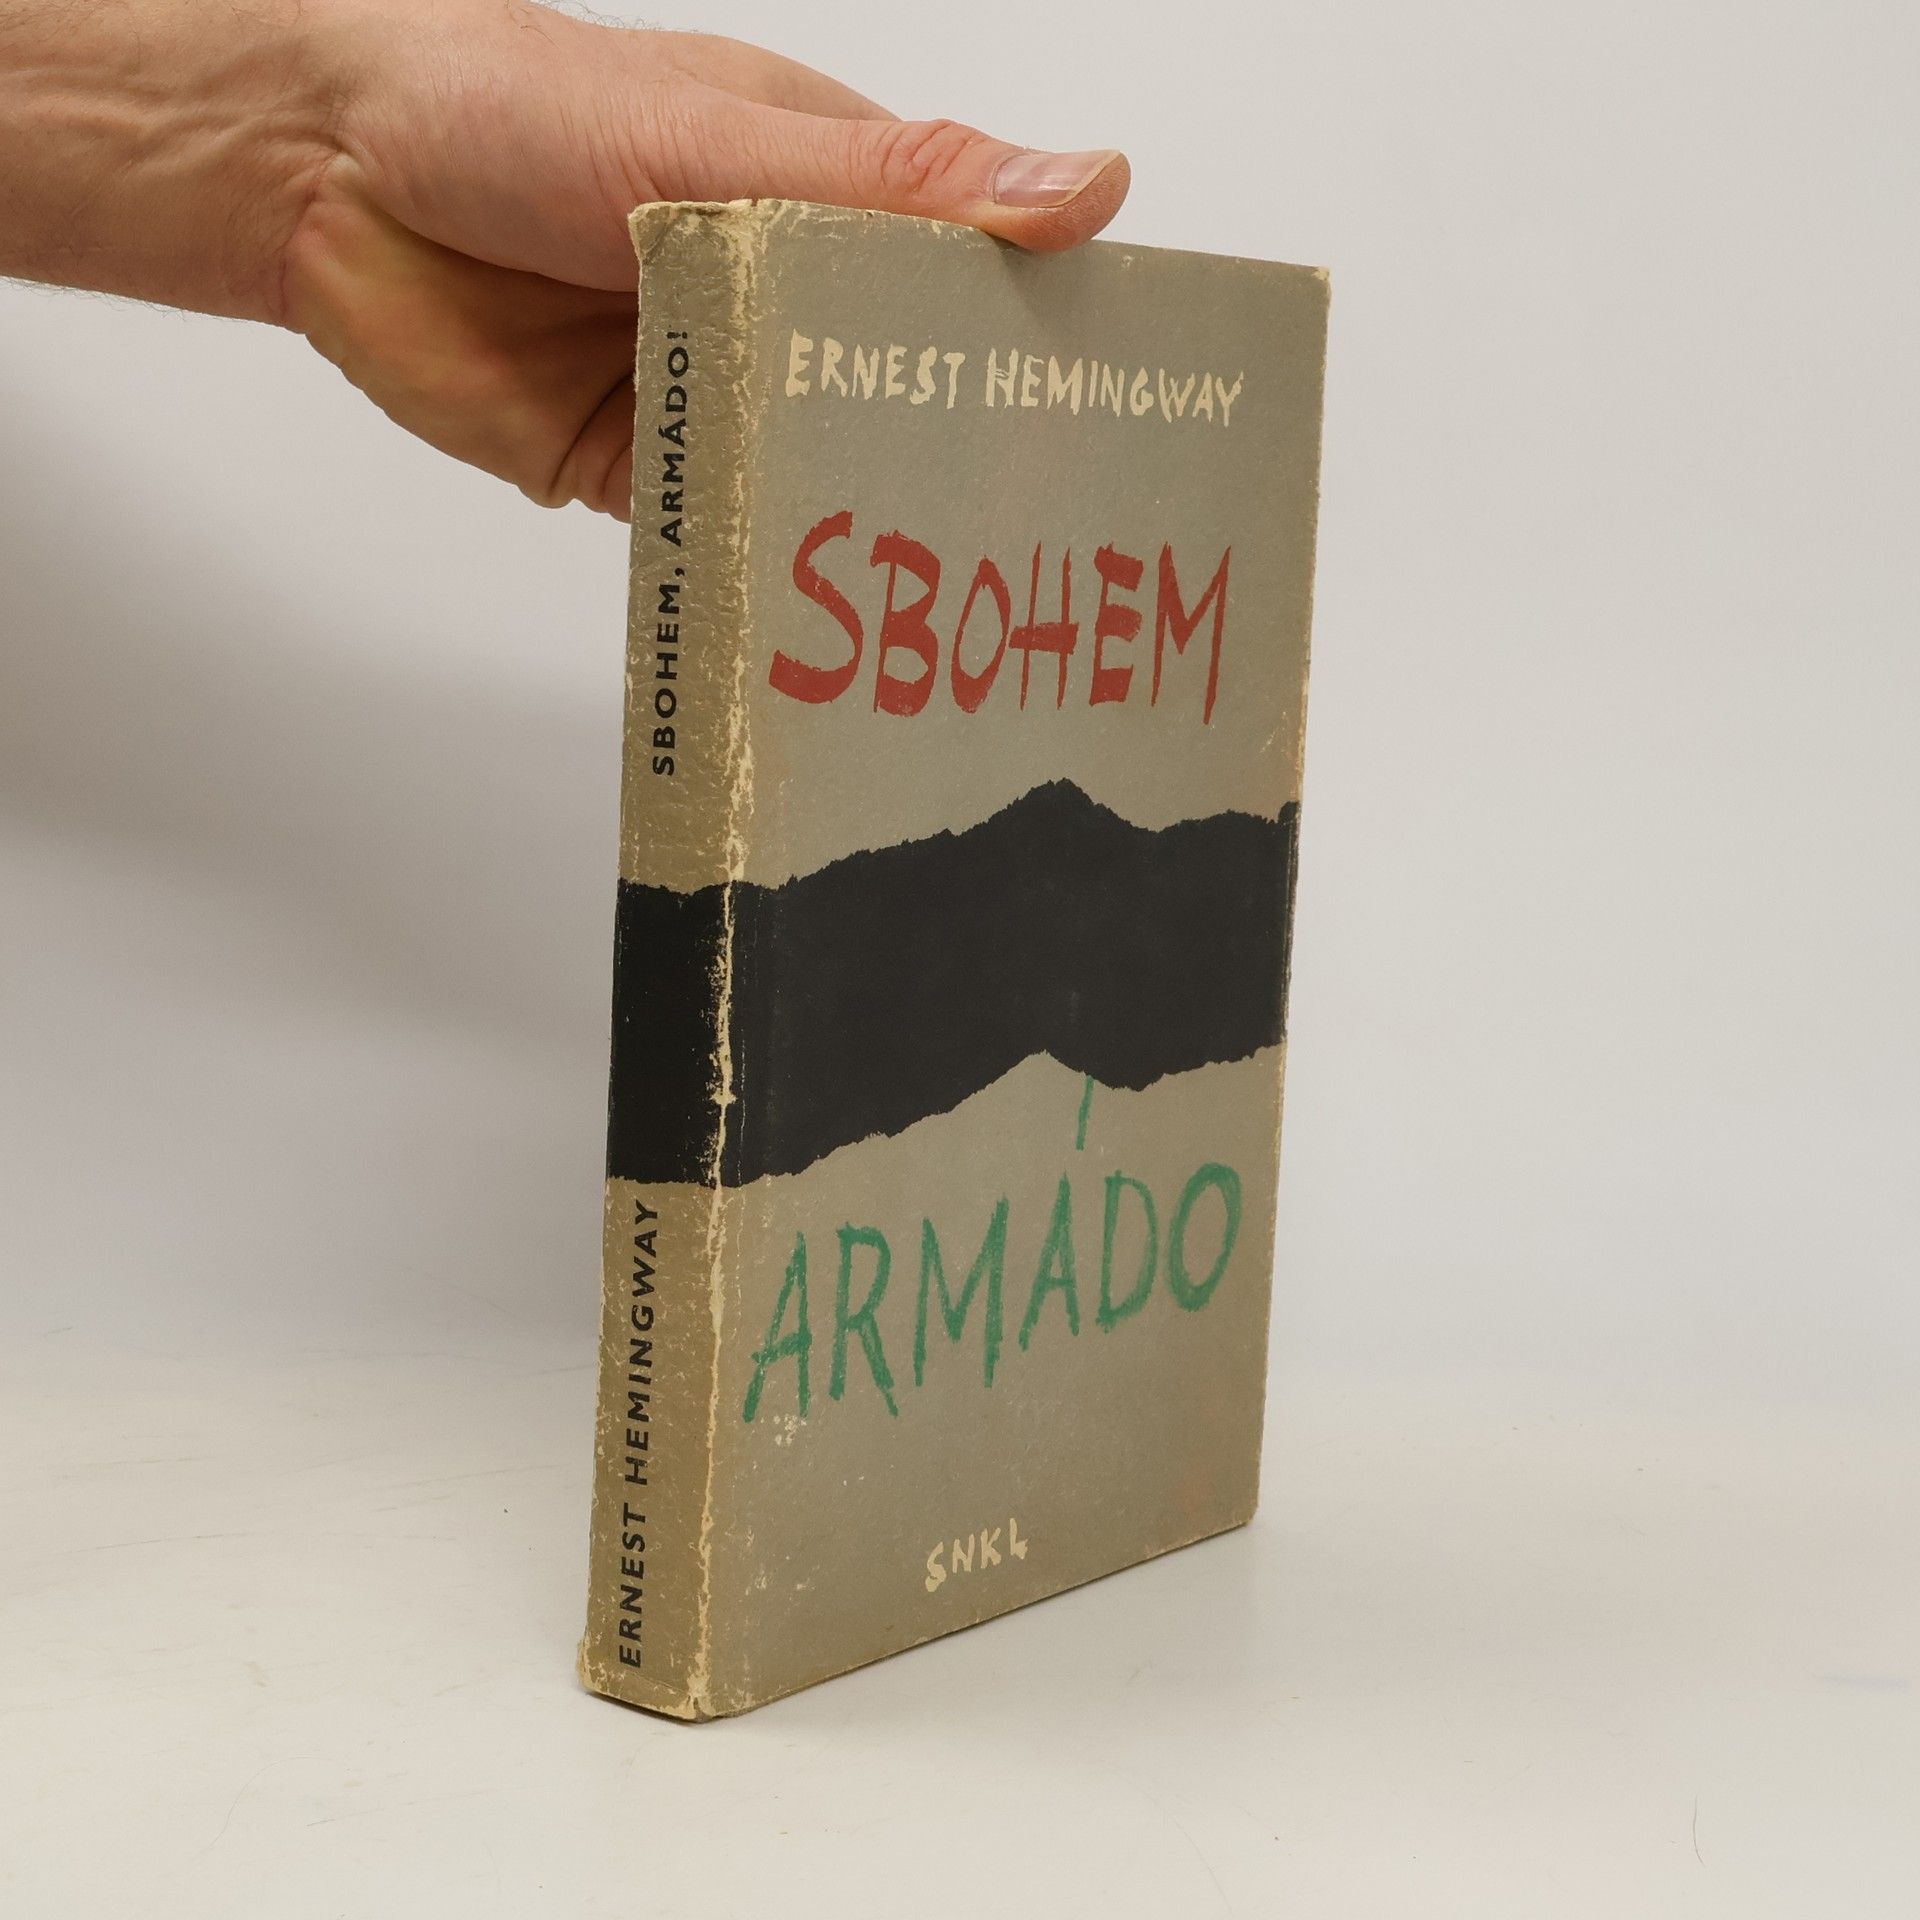 ERNEST HEMINGWAY
SBOHEM
ARMÁDO
SNKL
SBOHEM, ARMÁDO!
ERNEST HEMINGWAY